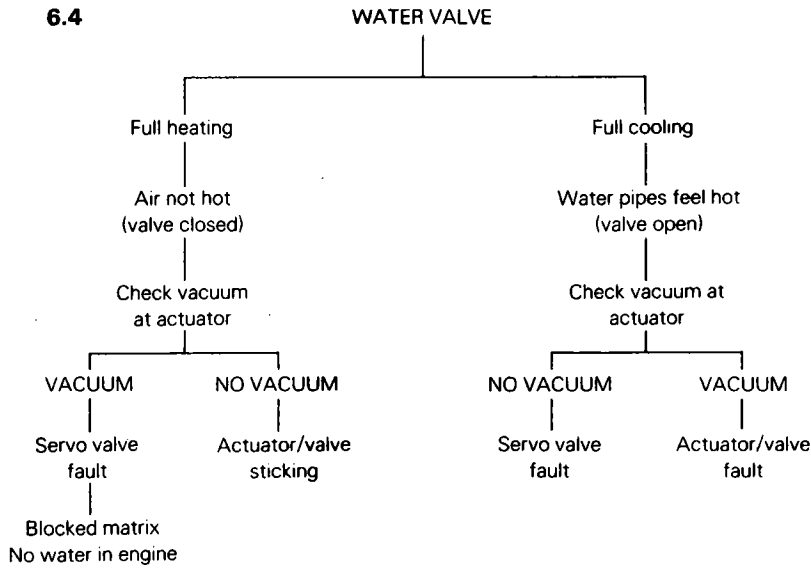 6.4
WATER VALVE
Full heating
Full cooling
Air not hot
(valve closed)
Water pipes feel hot
(valve open)
Check vacuum
at actuator
Check vacuum at
actuator
VACUUM
NO VACUUM
NO VACUUM
VACUUM
Servo valve
fault
Actuator/valve
sticking
Servo valve
fault
Actuator/valve
fault
Blocked matrix
No water in engine